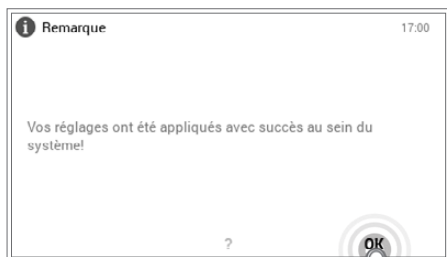 Remarque 17:00
Vos réglages ont été appliqués avec succès au sein du
système!
? OK